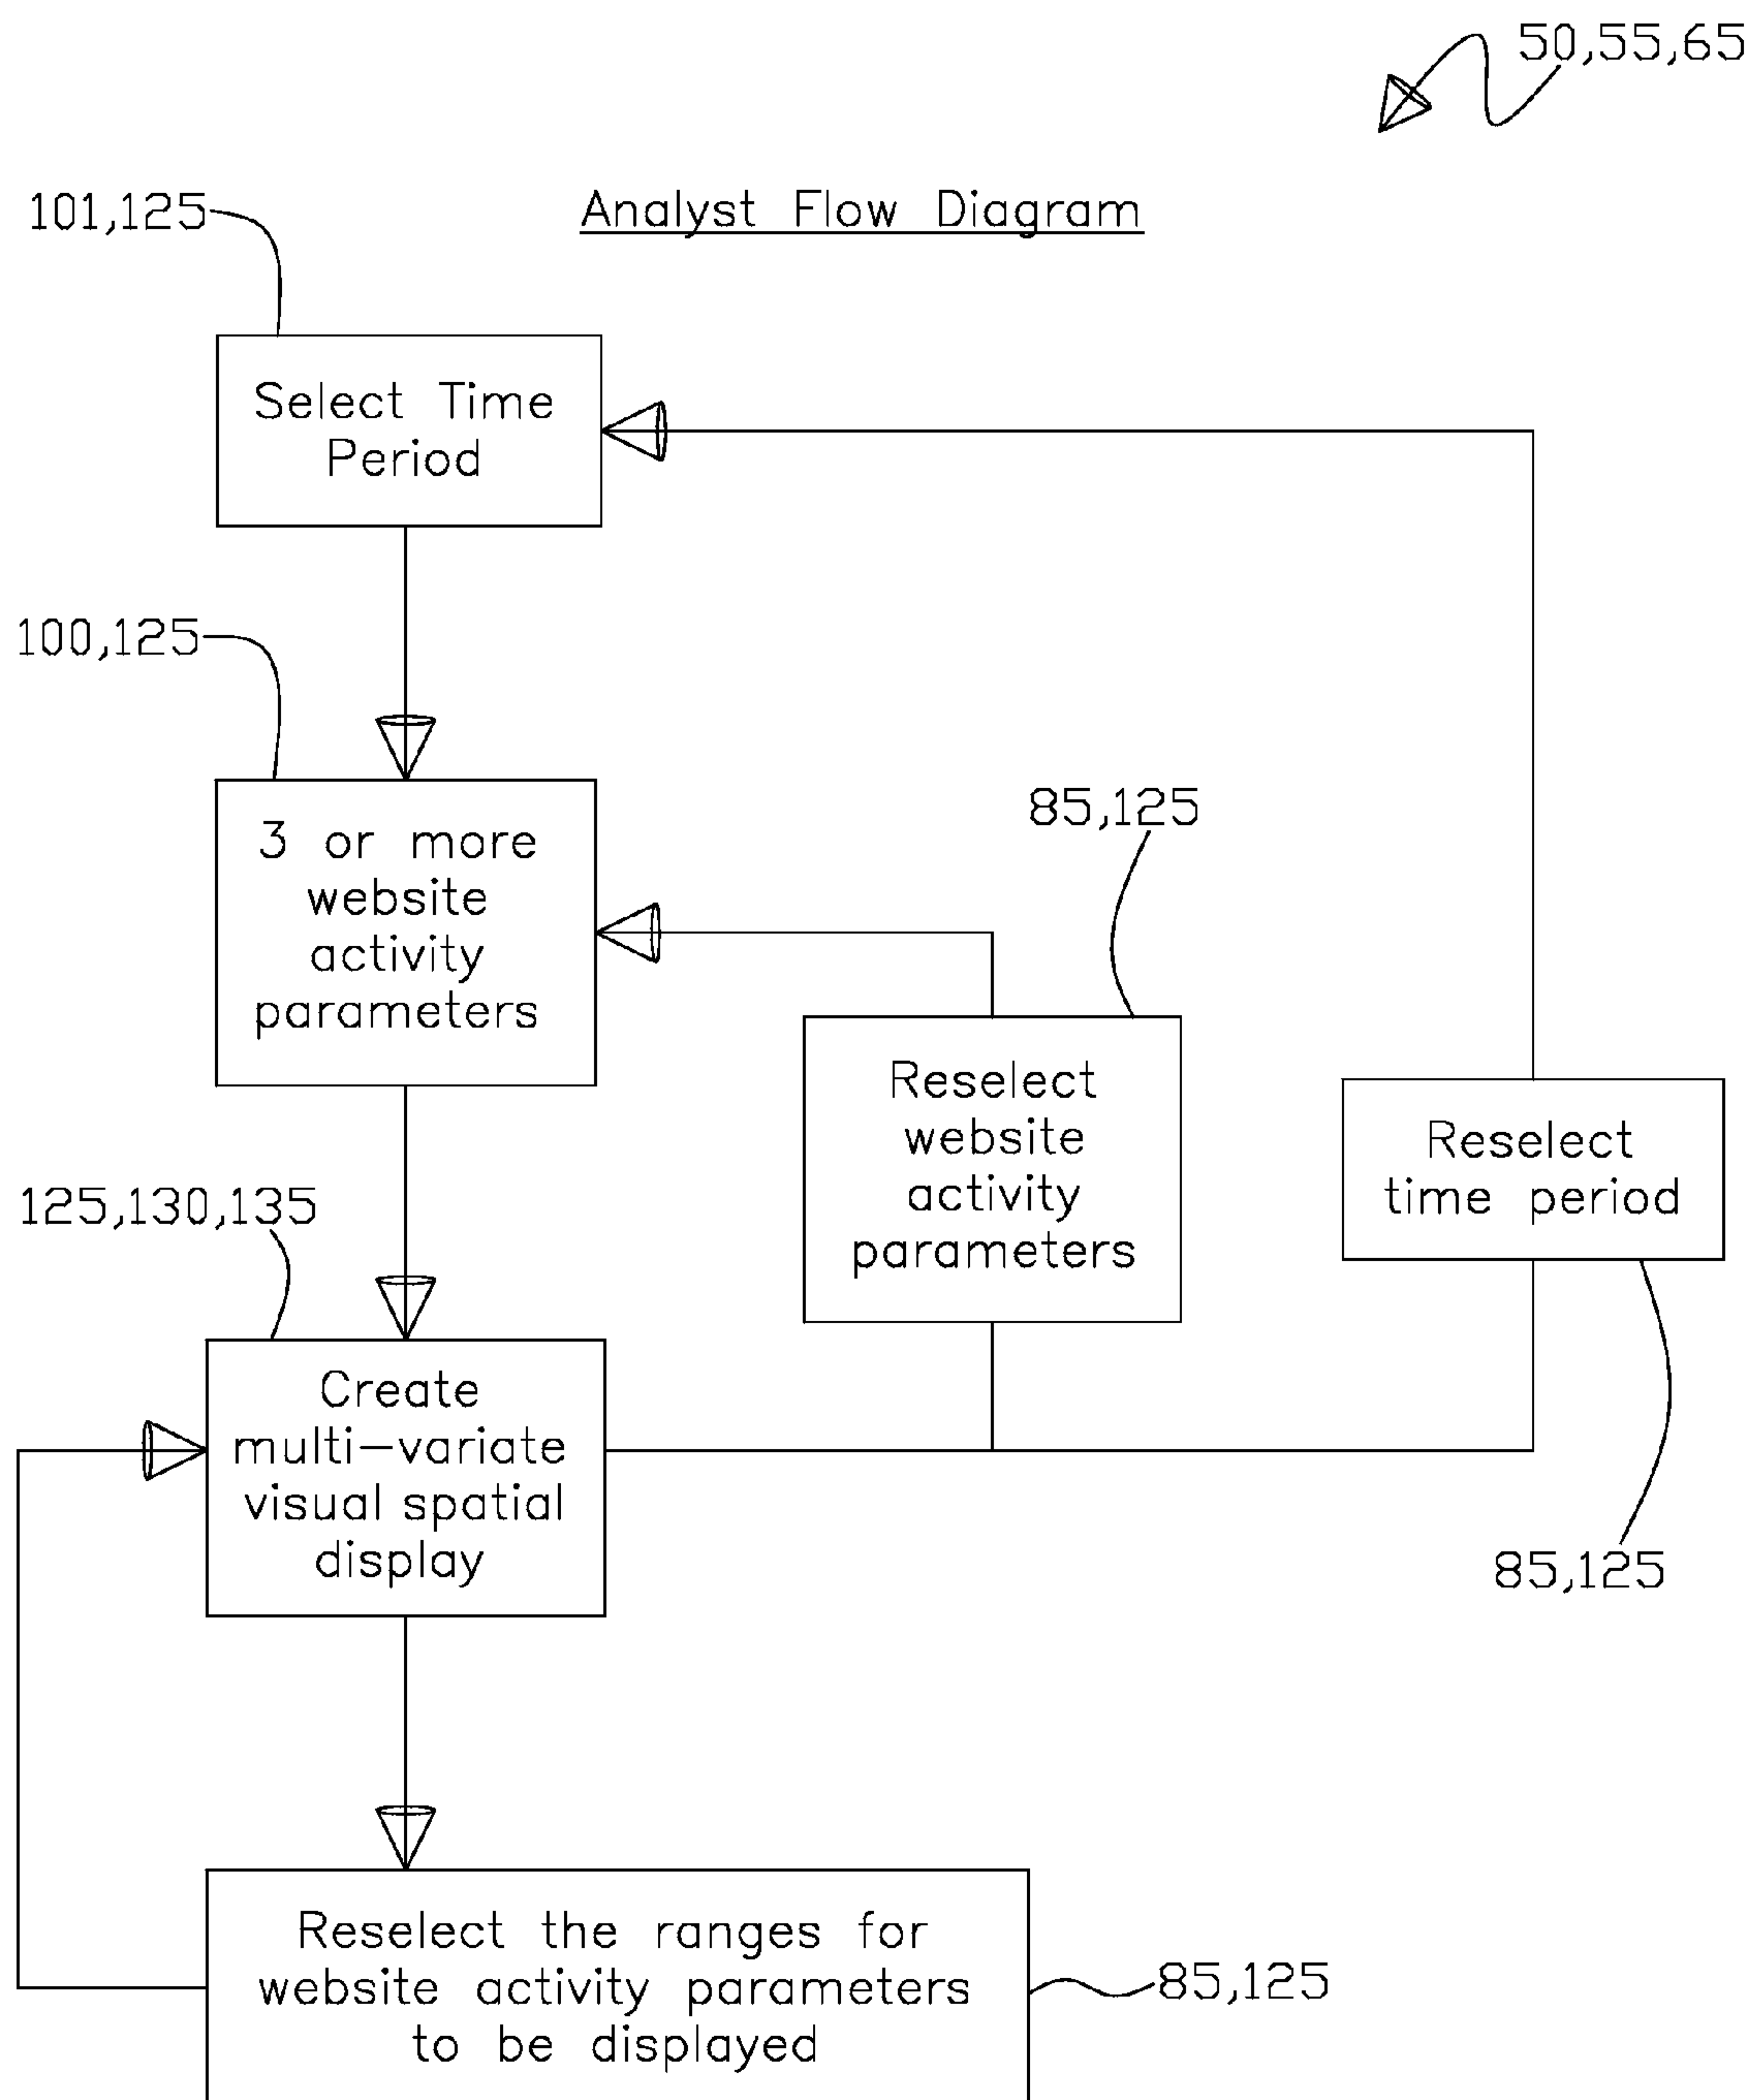 50,55,65
101,125
Analyst Flow Diagram
Select Time
Period
100,125
3 or more
website
activity
parameters
85,125
Reselect
website
activity
parameters
Reselect
time period
125,130,135
Create
multi-variate
visual spatial
display
85,125
Reselect the ranges for
website activity parameters
to be displayed
85,125